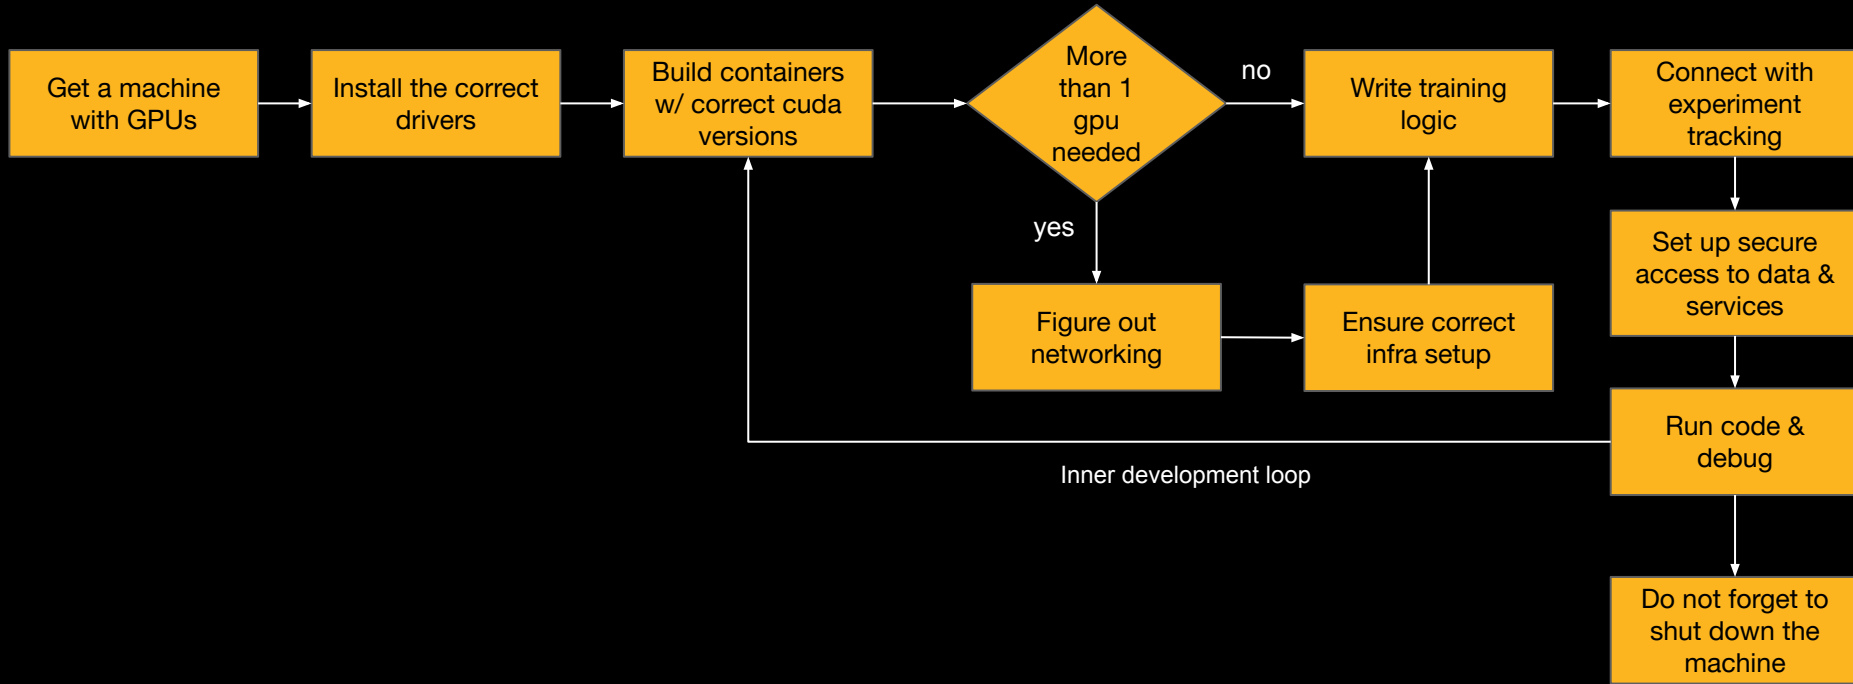 Get a machine
with GPUs
Install the correct
drivers
Build containers
w/ correct cuda
versions
More
than 1
gpu
needed
no
Write training
logic
Connect with
experiment
tracking
yes
Set up secure
access to data &
services
Figure out
networking
Ensure correct
infra setup
Run code &
debug
Inner development loop
Do not forget to
shut down the
machine